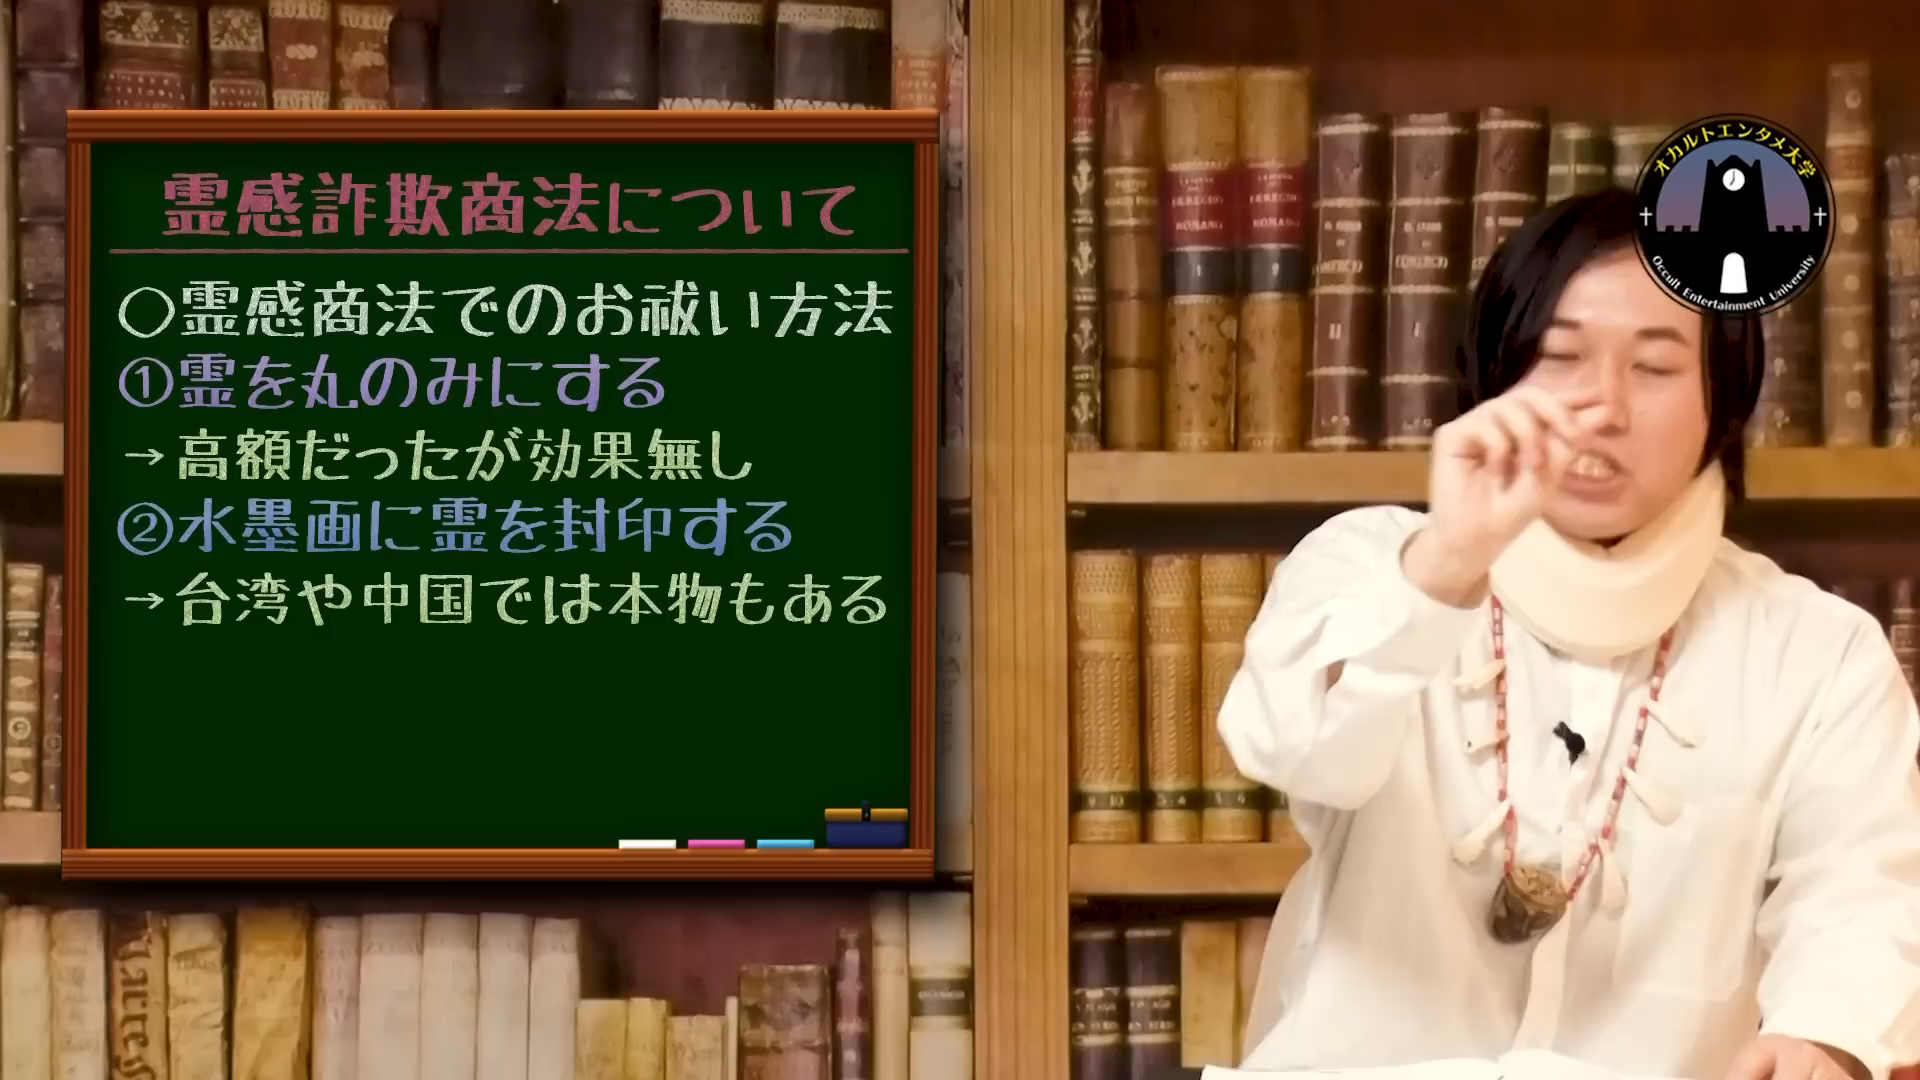 霊感詐欺商法について
○霊感商法でのお祓い方法
①霊を丸のみにする
→高額だったが効果無し
②水墨画に霊を封印する
→台湾や中国では本物もある
オカルトエンタメ大学
Occult Entertainment University